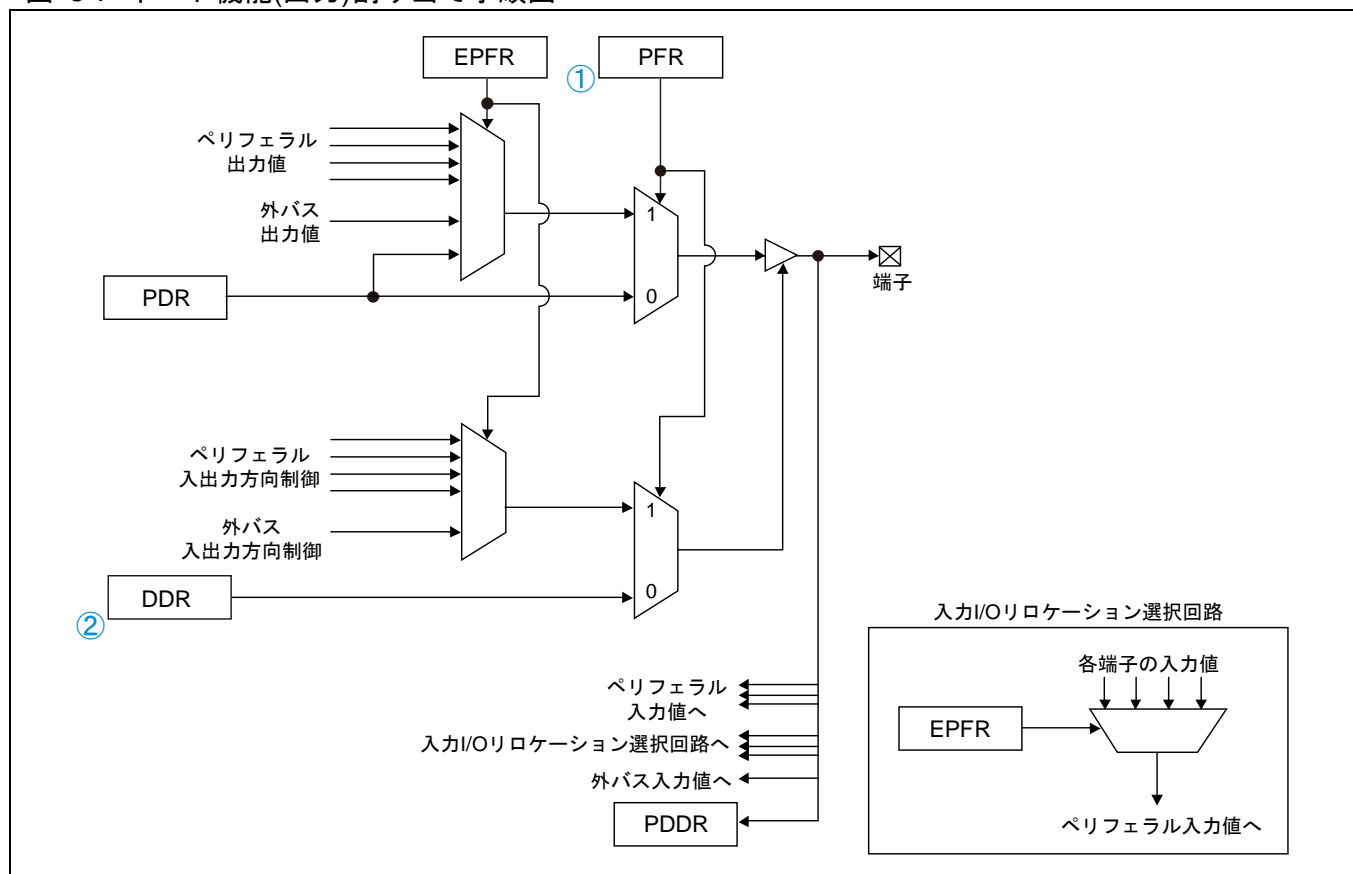 EPFR
PFR
①
ペリフェラル
出力値
外バス
出力値
1
0
PDR
端子
ペリフェラル
入出力方向制御
外バス
入出力方向制御
1
0
DDR
②
ペリフェラル
入力値へ
入力I/Oリロケーション選択回路へ
外バス入力値へ
PDDR
入力I/Oリロケーション選択回路
各端子の入力値
EPFR
ペリフェラル入力値へ